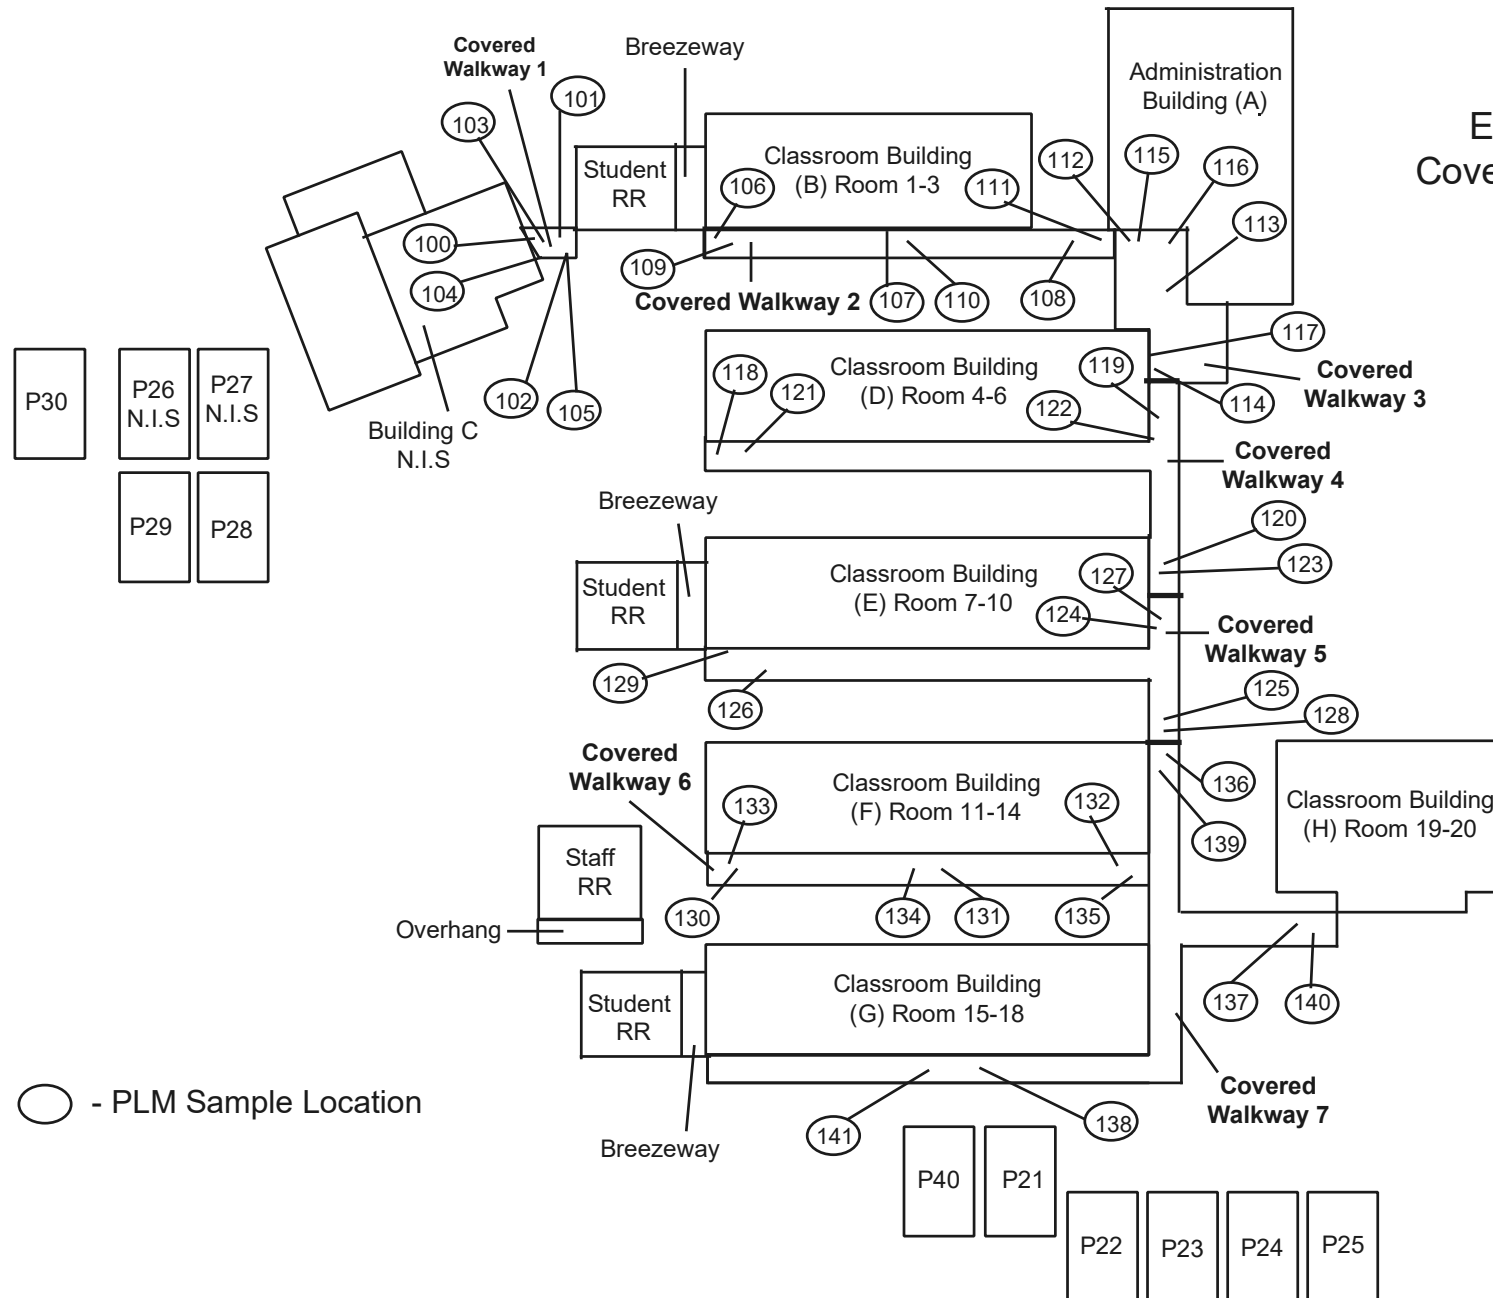 Covered
Walkway 1
Breezeway
101
103
Administration
Building (A)
E
Cove
Student
RR
Classroom Building
(B) Room 1-3
106
111
112
115
116
113
100
104
109
Covered Walkway 2
107
110
108
117
102
105
Building C
N.I.S
P30
P26
N.I.S
P27
N.I.S
P29
P28
118
121
Classroom Building
(D) Room 4-6
119
122
114
Covered
Walkway 3
Covered
Walkway 4
Breezeway
120
123
Student
RR
Classroom Building
(E) Room 7-10
127
124
Covered
Walkway 5
129
126
125
128
Covered
Walkway 6
133
Classroom Building
(F) Room 11-14
132
136
139
Classroom Building
(H) Room 19-20
Staff
RR
Overhang
130
134
131
135
Student
RR
Classroom Building
(G) Room 15-18
137
140
Covered
Walkway 7
- PLM Sample Location
Breezeway
141
138
P40
P21
P22
P23
P24
P25